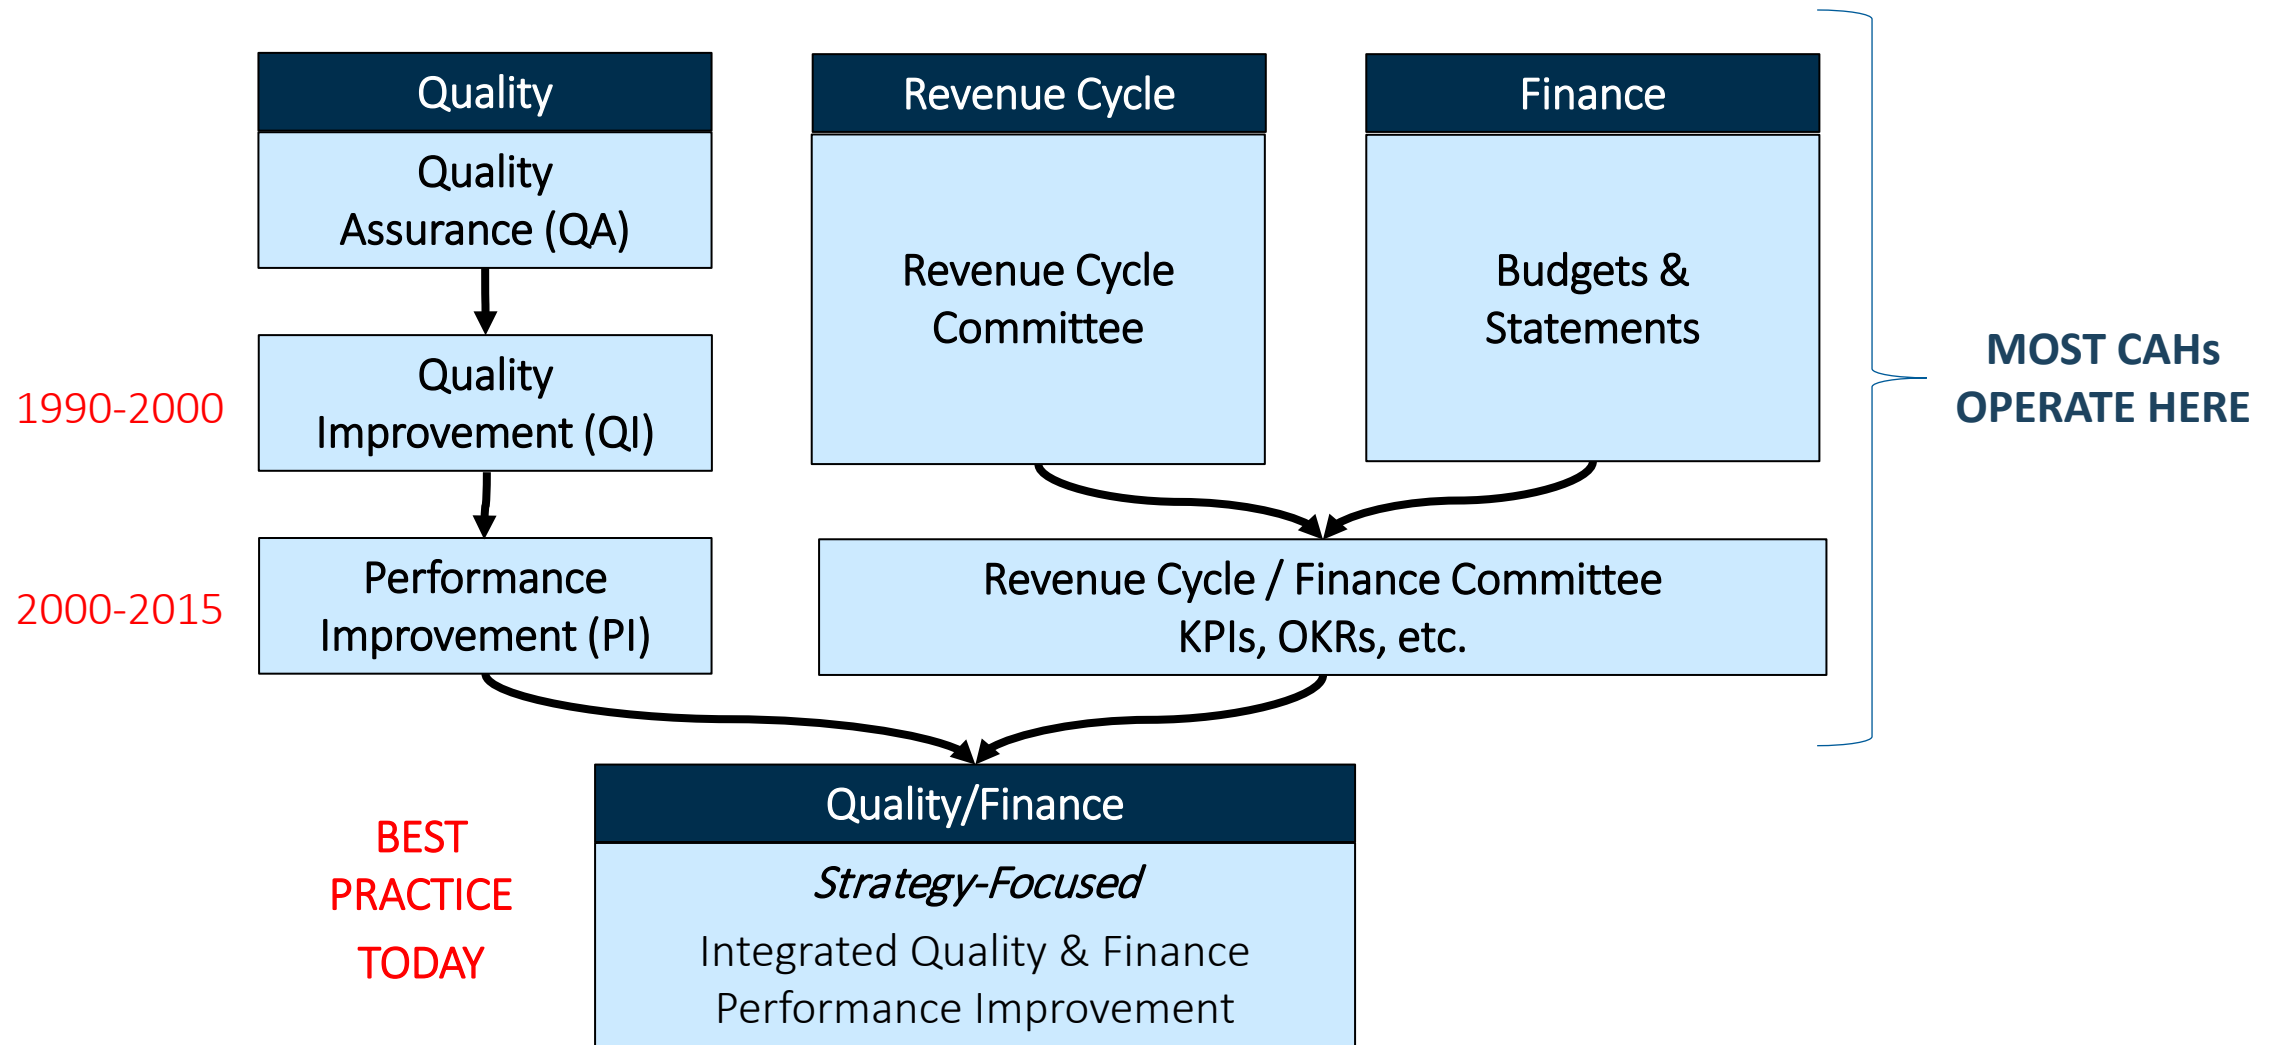 Quality
Revenue Cycle
Finance
Quality
Assurance (QA)
Revenue Cycle
Committee
Budgets &
Statements
MOST CAHs
OPERATE HERE
1990-2000
Quality
Improvement (QI)
2000-2015
Performance
Improvement (PI)
Revenue Cycle / Finance Committee
KPIs, OKRs, etc.
BEST
PRACTICE
TODAY
Quality/Finance
Strategy-Focused
Integrated Quality & Finance
Performance Improvement